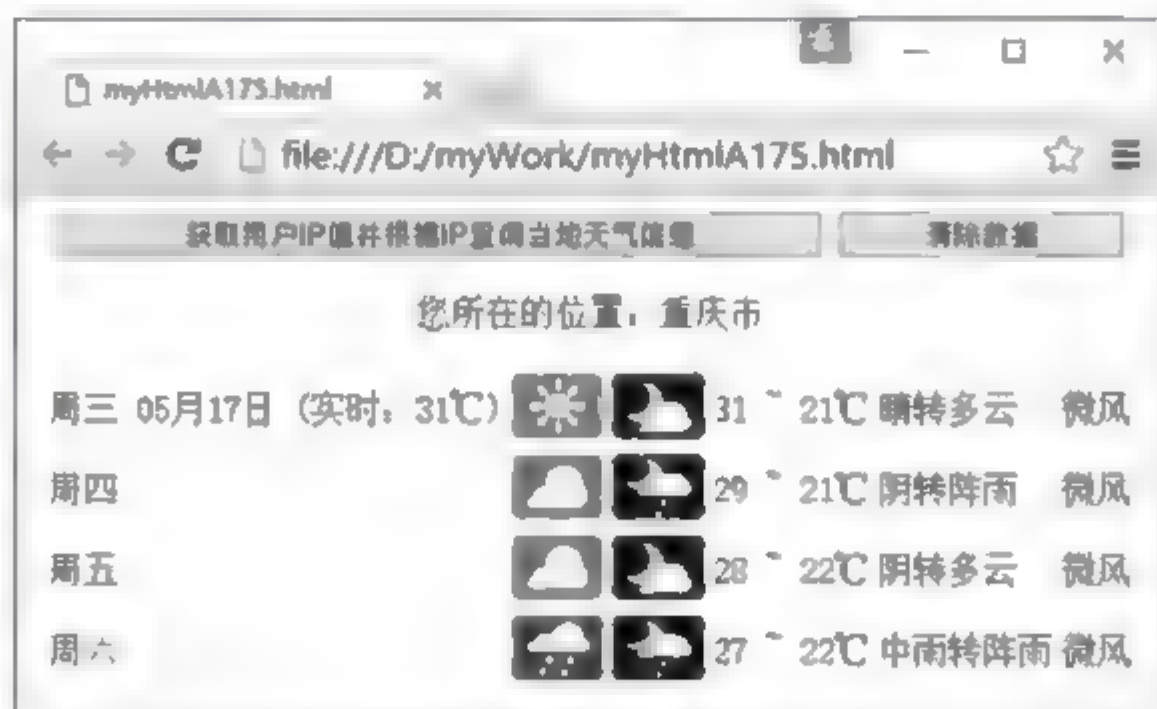 myHtmlA175.html
file:///D:/myWork/myHtmlA175.html
获取用户IP值并根据IP查询当地天气信息 清除数据
您所在的位置：重庆市
周三 05月17日 (实时：31℃) 31 ~ 21℃ 晴转多云 微风
周四 29 ~ 21℃ 阴转阵雨 微风
周五 28 ~ 22℃ 阴转多云 微风
周六 27 ~ 22℃ 中雨转阵雨 微风